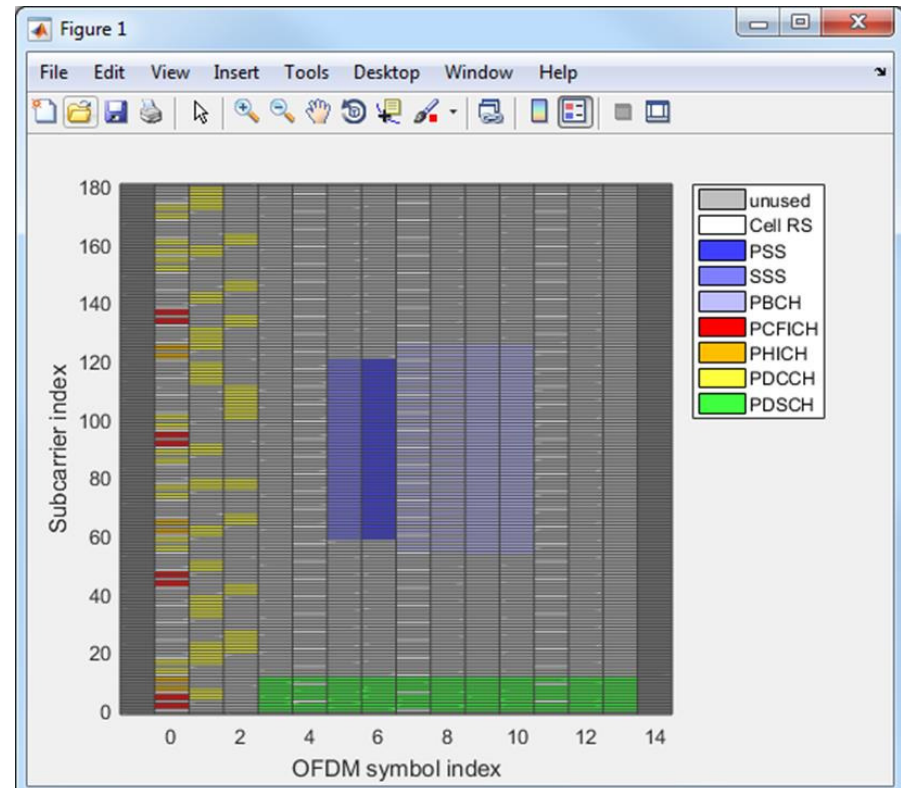 Figure 1
File Edit View Insert Tools Desktop Window Help
180
160
140
120
100
80
60
40
20
0
Subcarrier index
0 2 4 6 8 10 12 14
OFDM symbol index
unused
Cell RS
PSS
SSS
PBCH
PCFICH
PHICH
PDCCH
PDSCH